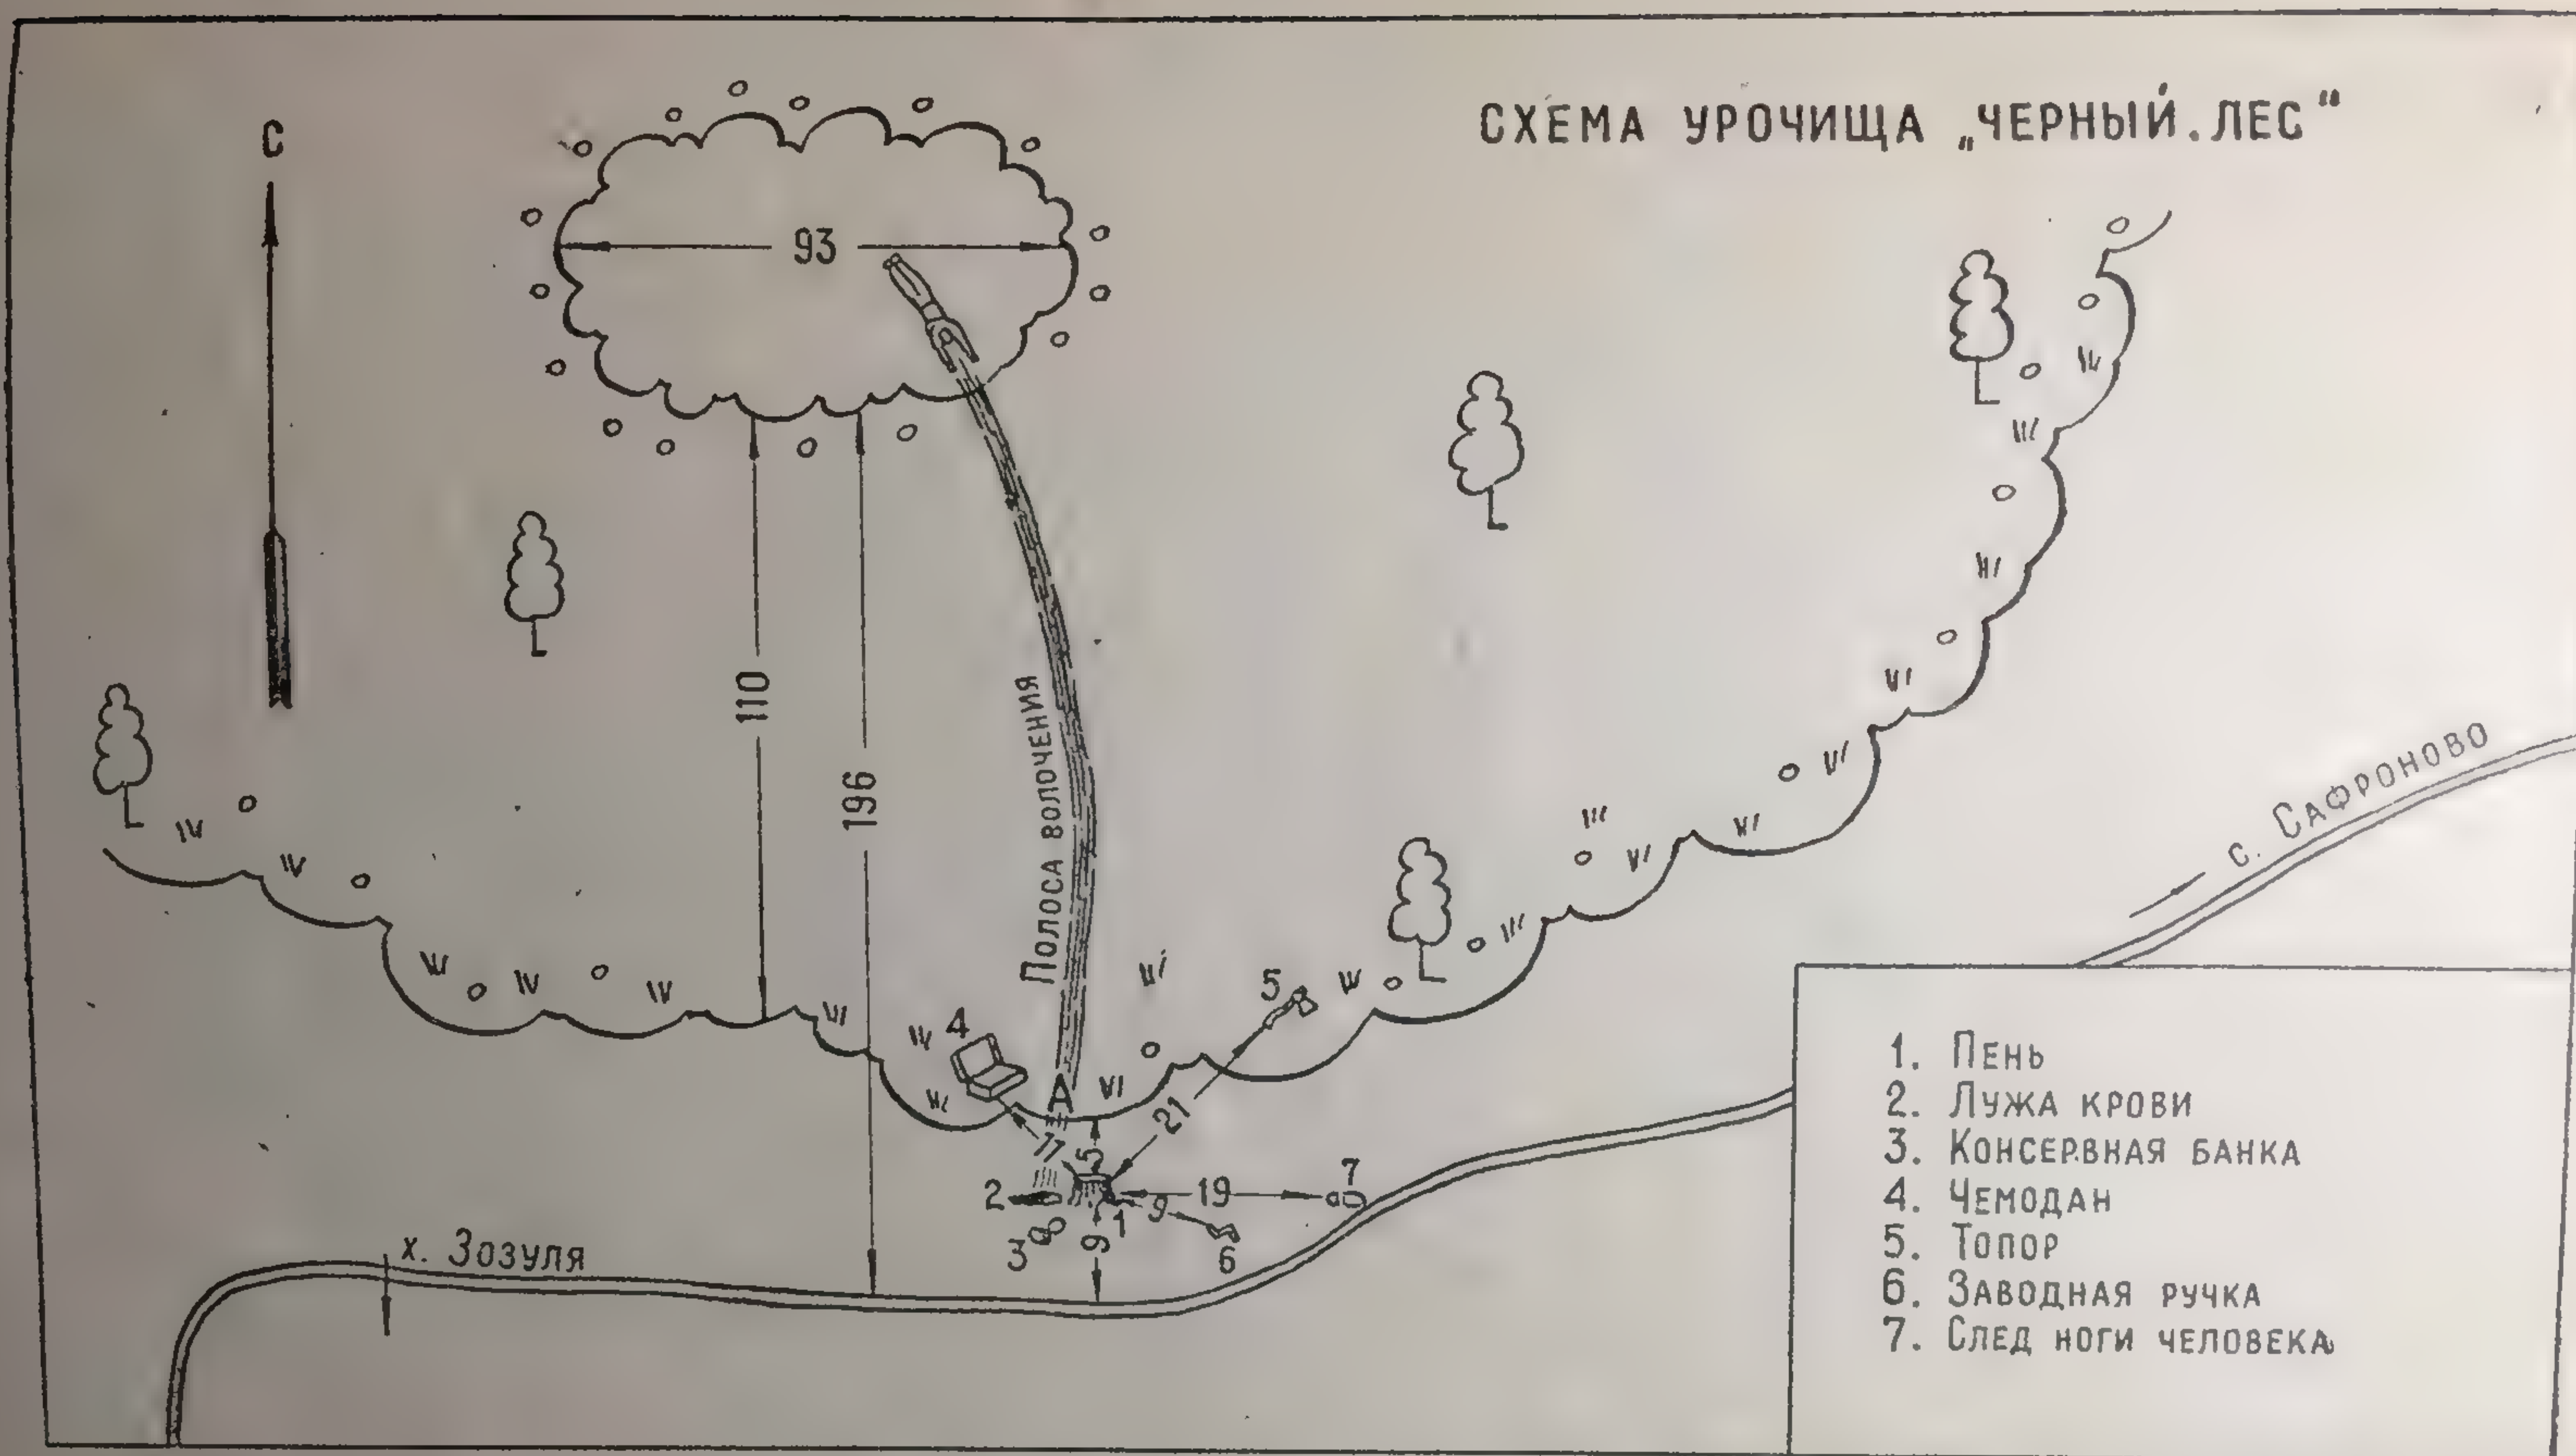 СХЕМА УРОЧИЩА „ЧЕРНЫЙ. ЛЕС“
С
93
110
196
Полоса волочения
с. Сафроново
4
5
А
21
11
5
2
19
7
1
9
3
9
6
х. Зозуля
1. Пень
2. Лужа крови
3. Консервная банка
4. Чемодан
5. Топор
6. Заводная ручка
7. След ноги человека